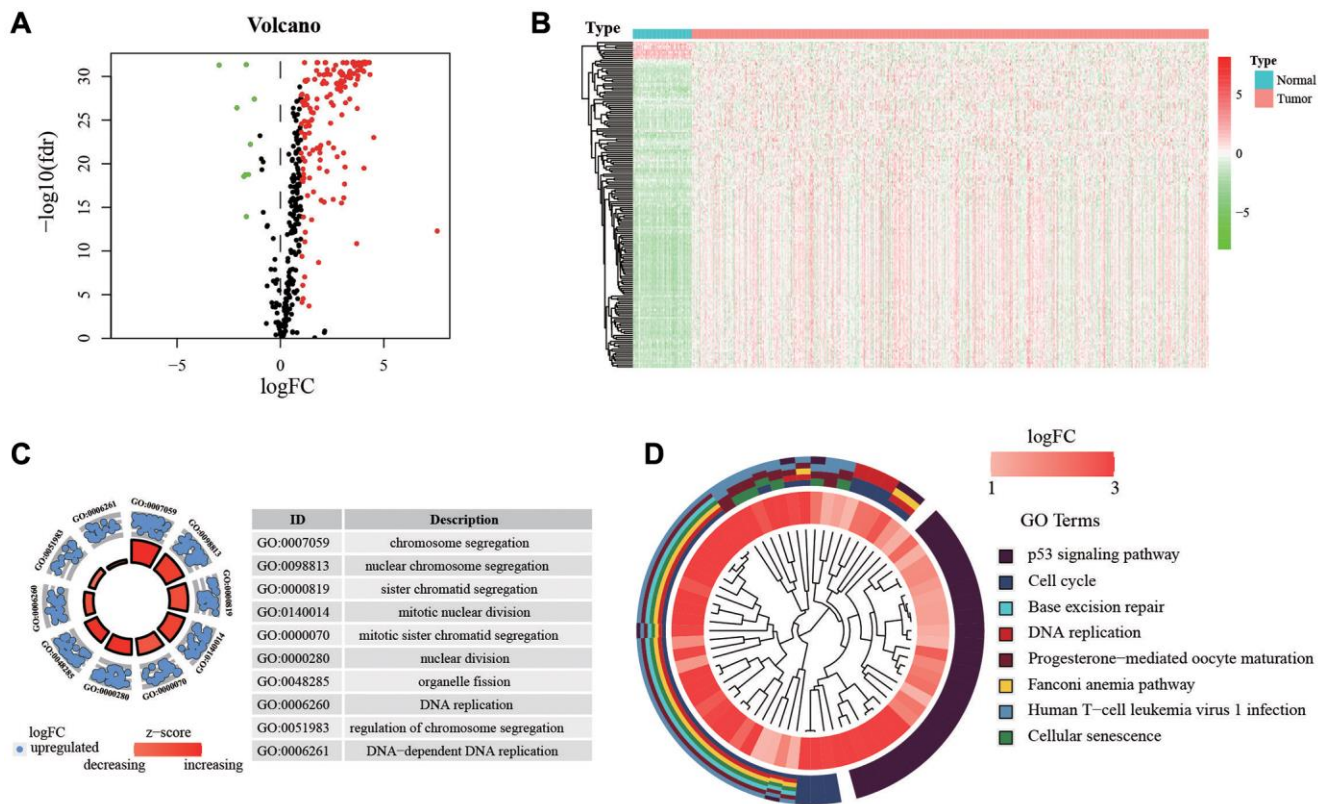 A
Volcano
−log10(fdr)
30
25
20
15
10
5
0
−5
0
5
logFC
B
Type
5
0
−5
Type
Normal
Tumor
C
GO:0007059
GO:0098813
GO:0000819
GO:0140014
GO:0000070
GO:0000280
GO:0048285
GO:0006260
GO:0051983
GO:0006261
logFC
upregulated
z−score
decreasing
increasing
ID Description
GO:0007059 chromosome segregation
GO:0098813 nuclear chromosome segregation
GO:0000819 sister chromatid segregation
GO:0140014 mitotic nuclear division
GO:0000070 mitotic sister chromatid segregation
GO:0000280 nuclear division
GO:0048285 organelle fission
GO:0006260 DNA replication
GO:0051983 regulation of chromosome segregation
GO:0006261 DNA−dependent DNA replication
D
logFC
1 3
GO Terms
p53 signaling pathway
Cell cycle
Base excision repair
DNA replication
Progesterone−mediated oocyte maturation
Fanconi anemia pathway
Human T−cell leukemia virus 1 infection
Cellular senescence